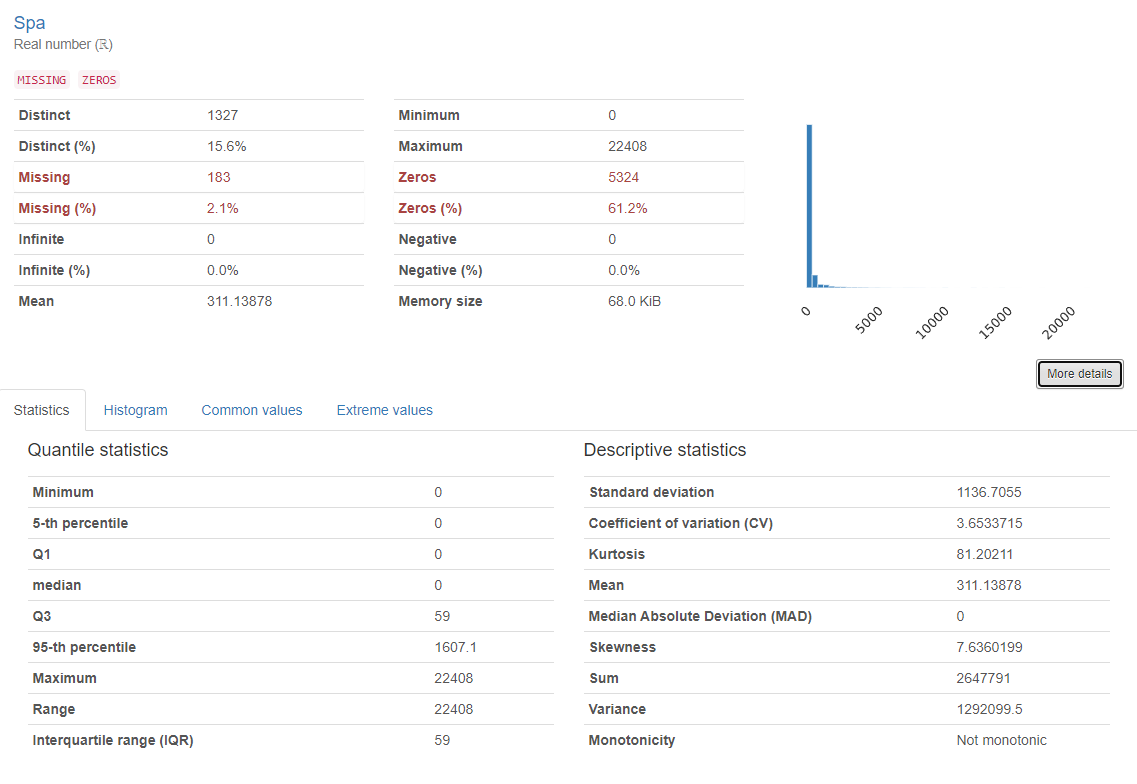 Spa
Real number (ℝ)
MISSING ZEROS
Distinct 1327
Distinct (%) 15.6%
Missing 183
Missing (%) 2.1%
Infinite 0
Infinite (%) 0.0%
Mean 311.13878
Minimum 0
Maximum 22408
Zeros 5324
Zeros (%) 61.2%
Negative 0
Negative (%) 0.0%
Memory size 68.0 KiB
0 5000 10000 15000 20000
More details
Statistics Histogram Common values Extreme values
Quantile statistics
Minimum 0
5-th percentile 0
Q1 0
median 0
Q3 59
95-th percentile 1607.1
Maximum 22408
Range 22408
Interquartile range (IQR) 59
Descriptive statistics
Standard deviation 1136.7055
Coefficient of variation (CV) 3.6533715
Kurtosis 81.20211
Mean 311.13878
Median Absolute Deviation (MAD) 0
Skewness 7.6360199
Sum 2647791
Variance 1292099.5
Monotonicity Not monotonic